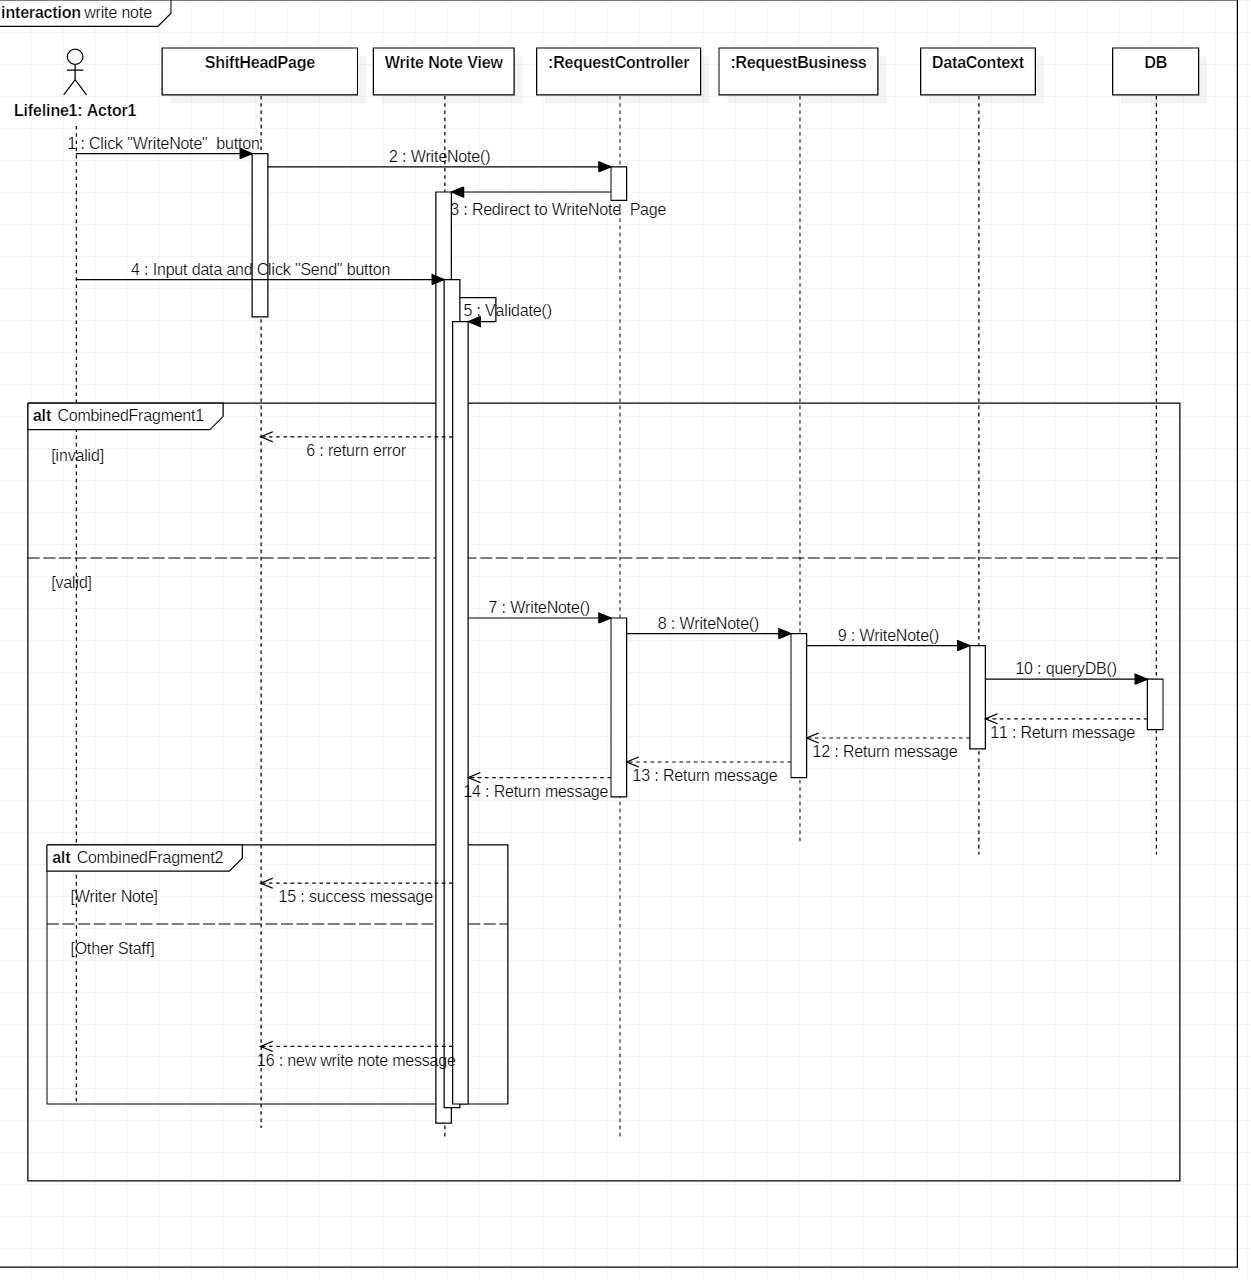 interaction write note
ShiftHeadPage
Write Note View
:RequestController
:RequestBusiness
DataContext
DB
Lifeline1: Actor1
1 : Click "WriteNote"  button
2 : WriteNote()
3 : Redirect to WriteNote  Page
4 : Input data and Click "Send" button
5 : Validate()
alt CombinedFragment1
6 : return error
[invalid]
[valid]
7 : WriteNote()
8 : WriteNote()
9 : WriteNote()
10 : queryDB()
11 : Return message
12 : Return message
13 : Return message
14 : Return message
alt CombinedFragment2
15 : success message
[Writer Note]
[Other Staff]
16 : new write note message